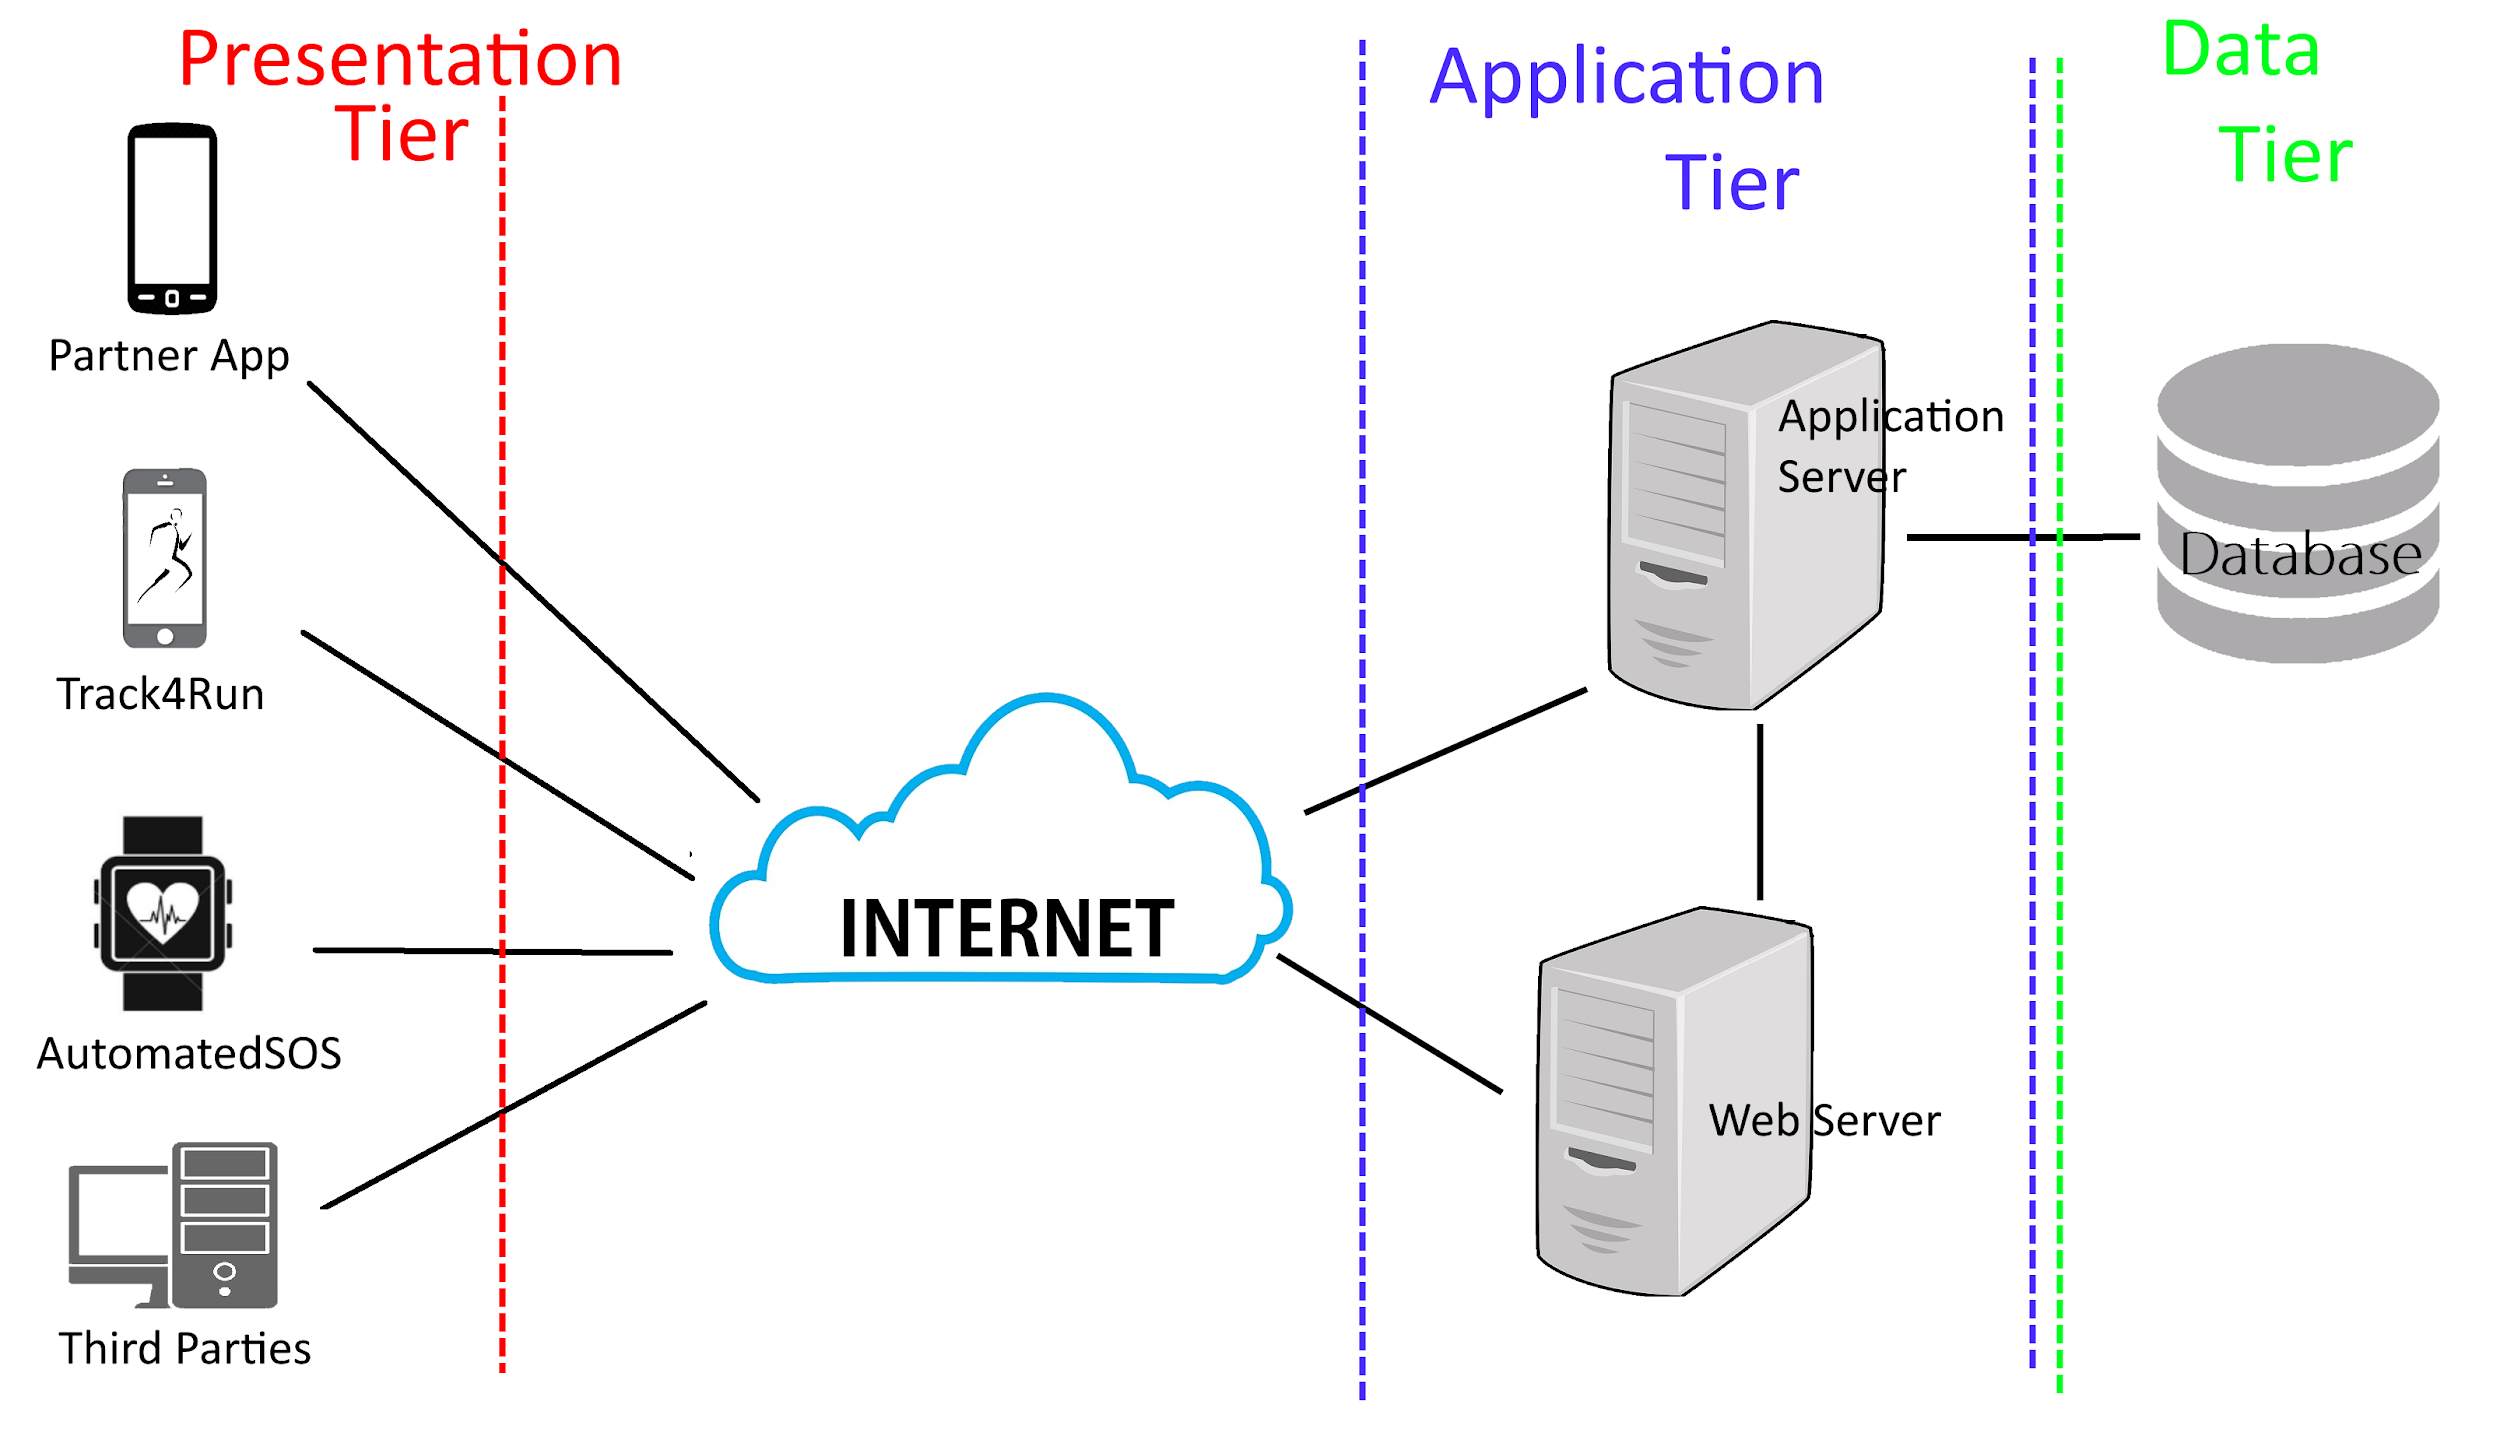 Presentation
Tier
Application
Tier
Data
Tier
Partner App
Track4Run
AutomatedSOS
Third Parties
INTERNET
Application
Server
Web Server
Database